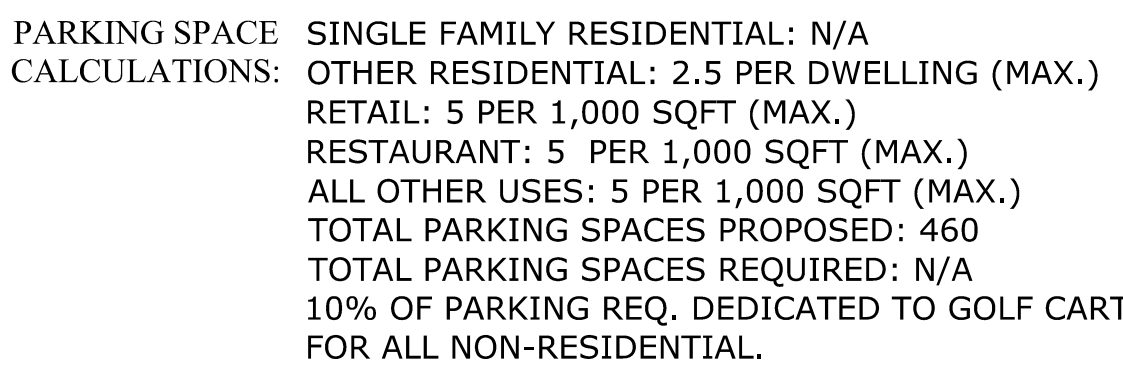 PARKING SPACE SINGLE FAMILY RESIDENTIAL: N/A
CALCULATIONS: OTHER RESIDENTIAL: 2.5 PER DWELLING (MAX.)
RETAIL: 5 PER 1,000 SQFT (MAX.)
RESTAURANT: 5 PER 1,000 SQFT (MAX.)
ALL OTHER USES: 5 PER 1,000 SQFT (MAX.)
TOTAL PARKING SPACES PROPOSED: 460
TOTAL PARKING SPACES REQUIRED: N/A
10% OF PARKING REQ. DEDICATED TO GOLF CART
FOR ALL NON-RESIDENTIAL.